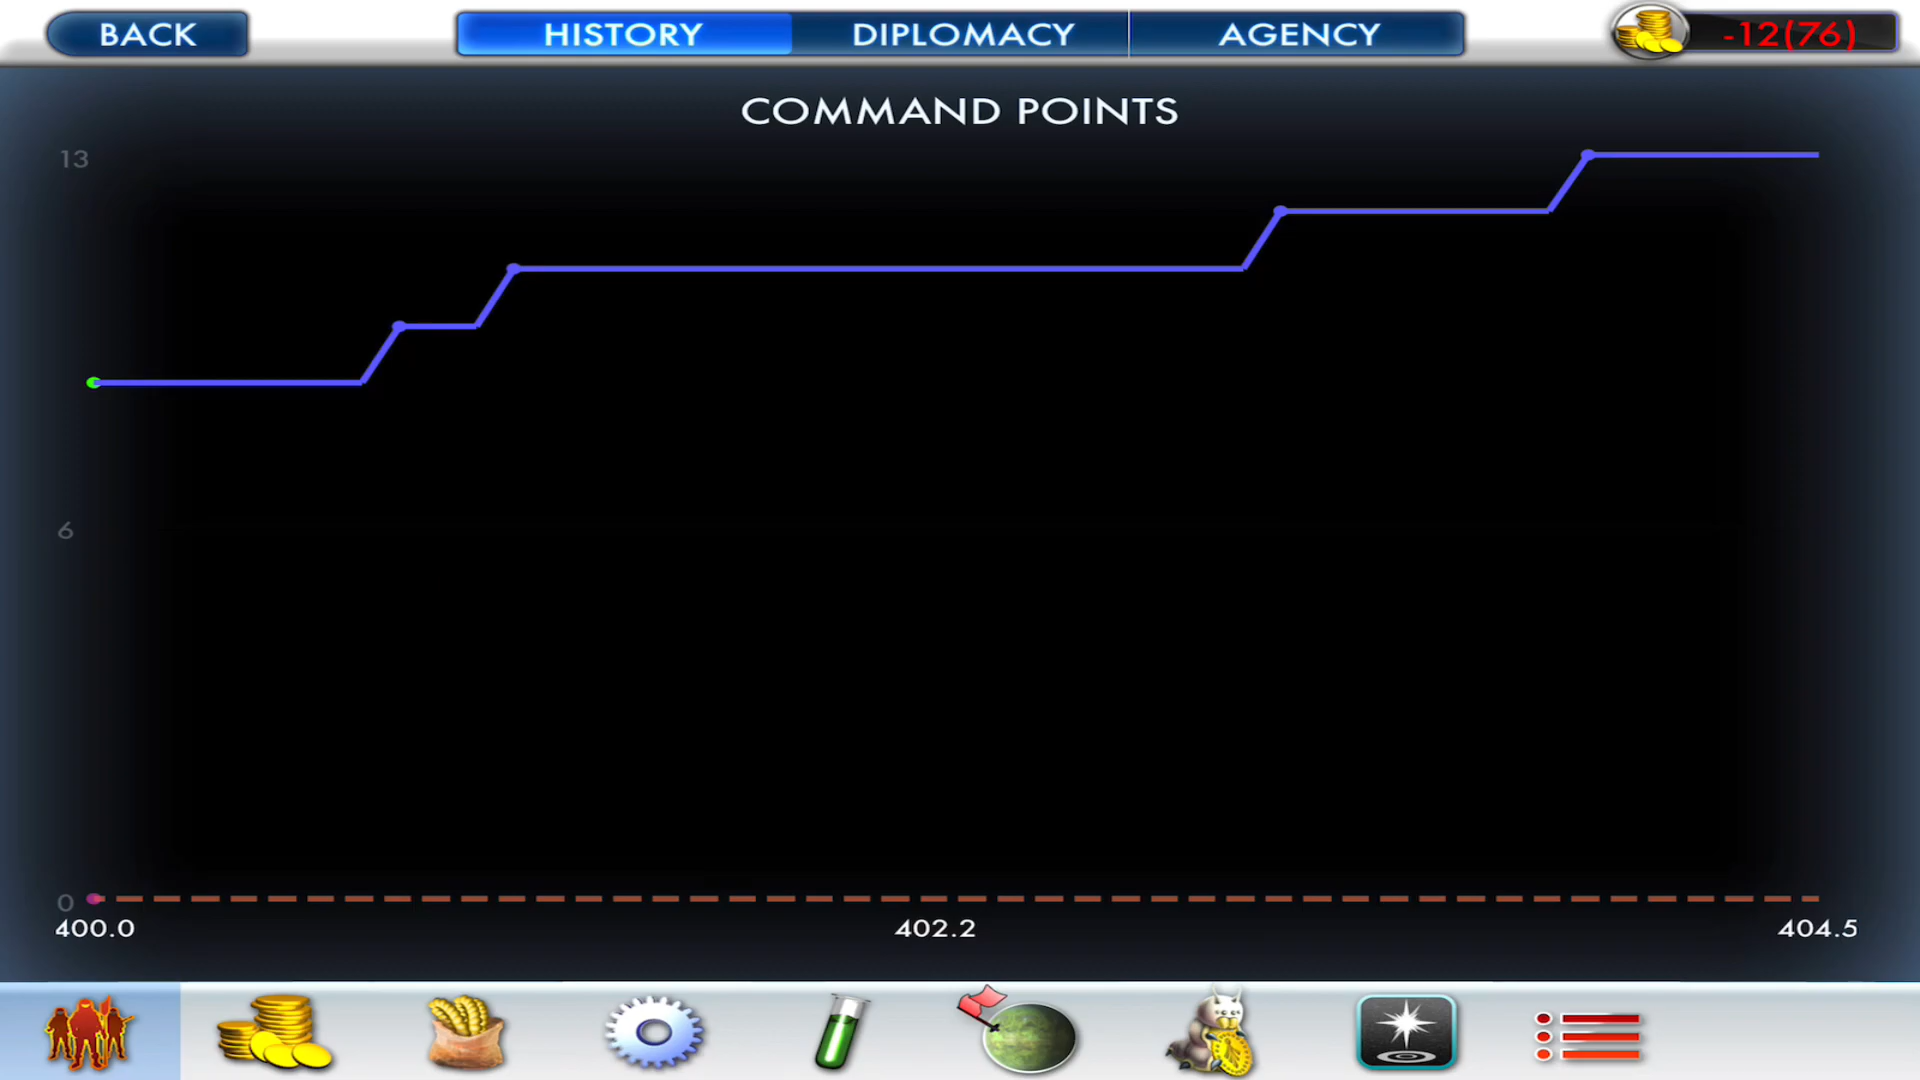 BACK
HISTORY
DIPLOMACY
AGENCY
-12(76)
COMMAND POINTS
13
6
0
400.0
402.2
404.5